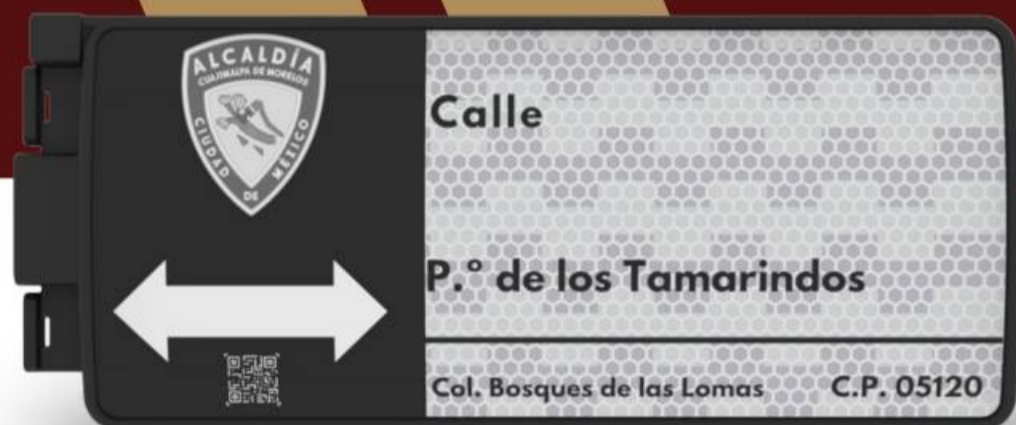 ALCALDÍA
CUAJIMALPA DE MORELOS
CIUDAD DE MÉXICO
Calle
P.º de los Tamarindos
Col. Bosques de las Lomas C.P. 05120